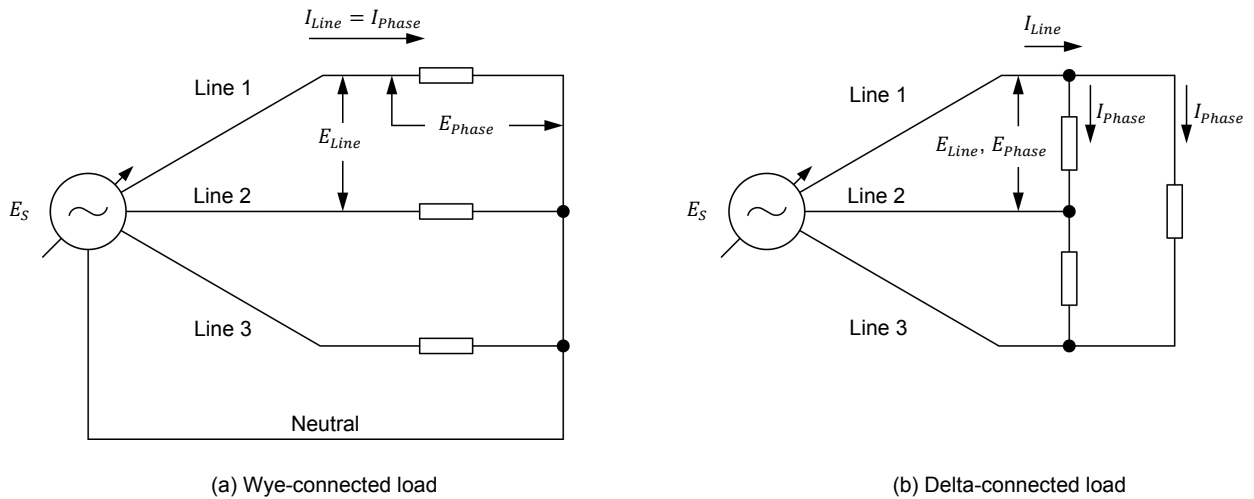 I_Line = I_Phase
Line 1
E_Line
E_Phase
Line 2
E_S
Line 3
Neutral
(a) Wye-connected load
I_Line
Line 1
I_Phase
I_Phase
E_Line, E_Phase
Line 2
E_S
Line 3
(b) Delta-connected load